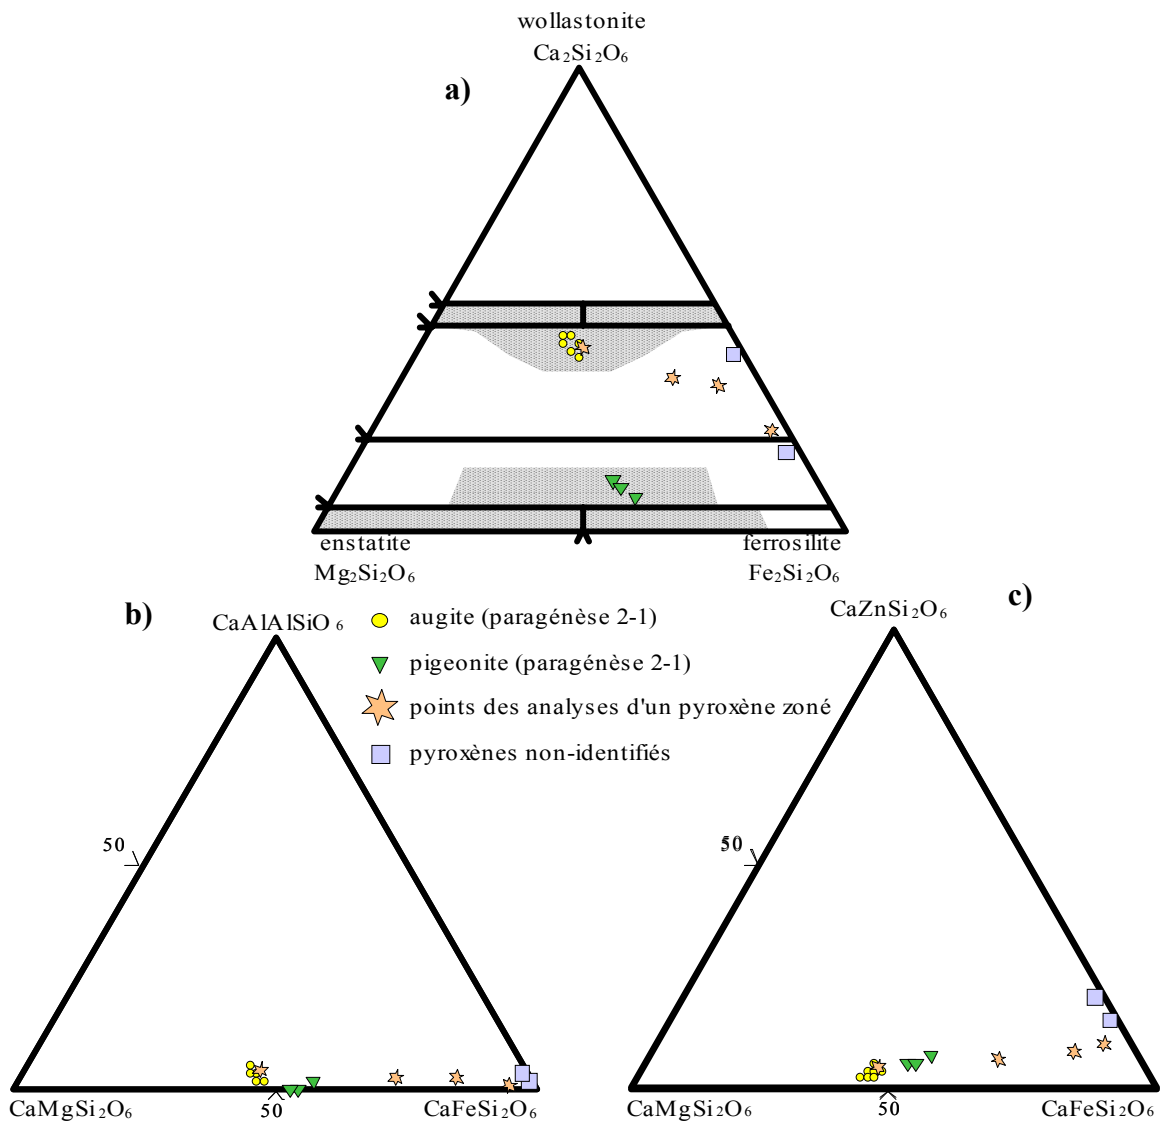 wollastonite
Ca₂Si₂O₆
a)
enstatite
Mg₂Si₂O₆
ferrosilite
Fe₂Si₂O₆
b)
CaAlAlSiO₆
augite (paragénèse 2-1)
pigeonite (paragénèse 2-1)
points des analyses d'un pyroxène zoné
pyroxènes non-identifiés
50
CaMgSi₂O₆
50
CaFeSi₂O₆
c)
CaZnSi₂O₆
50
CaMgSi₂O₆
50
CaFeSi₂O₆